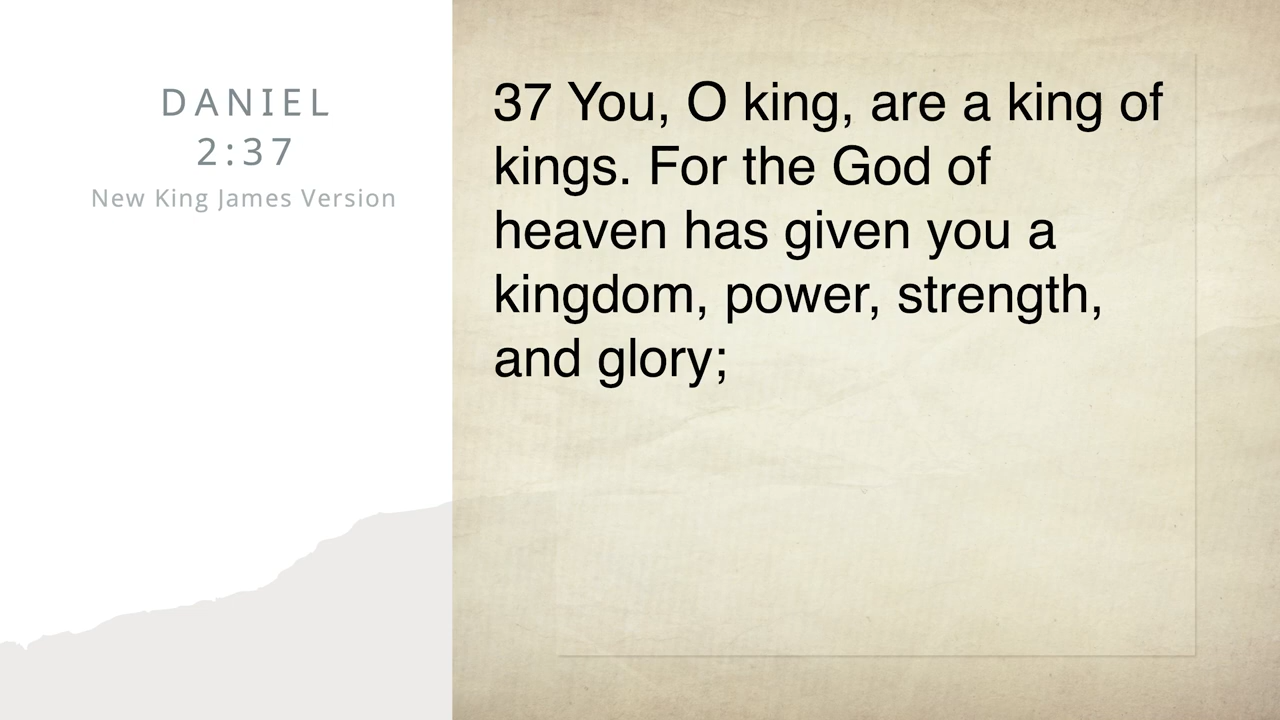 DANIEL
2:37
New King James Version
37 You, O king, are a king of
kings. For the God of
heaven has given you a
kingdom, power, strength,
and glory;